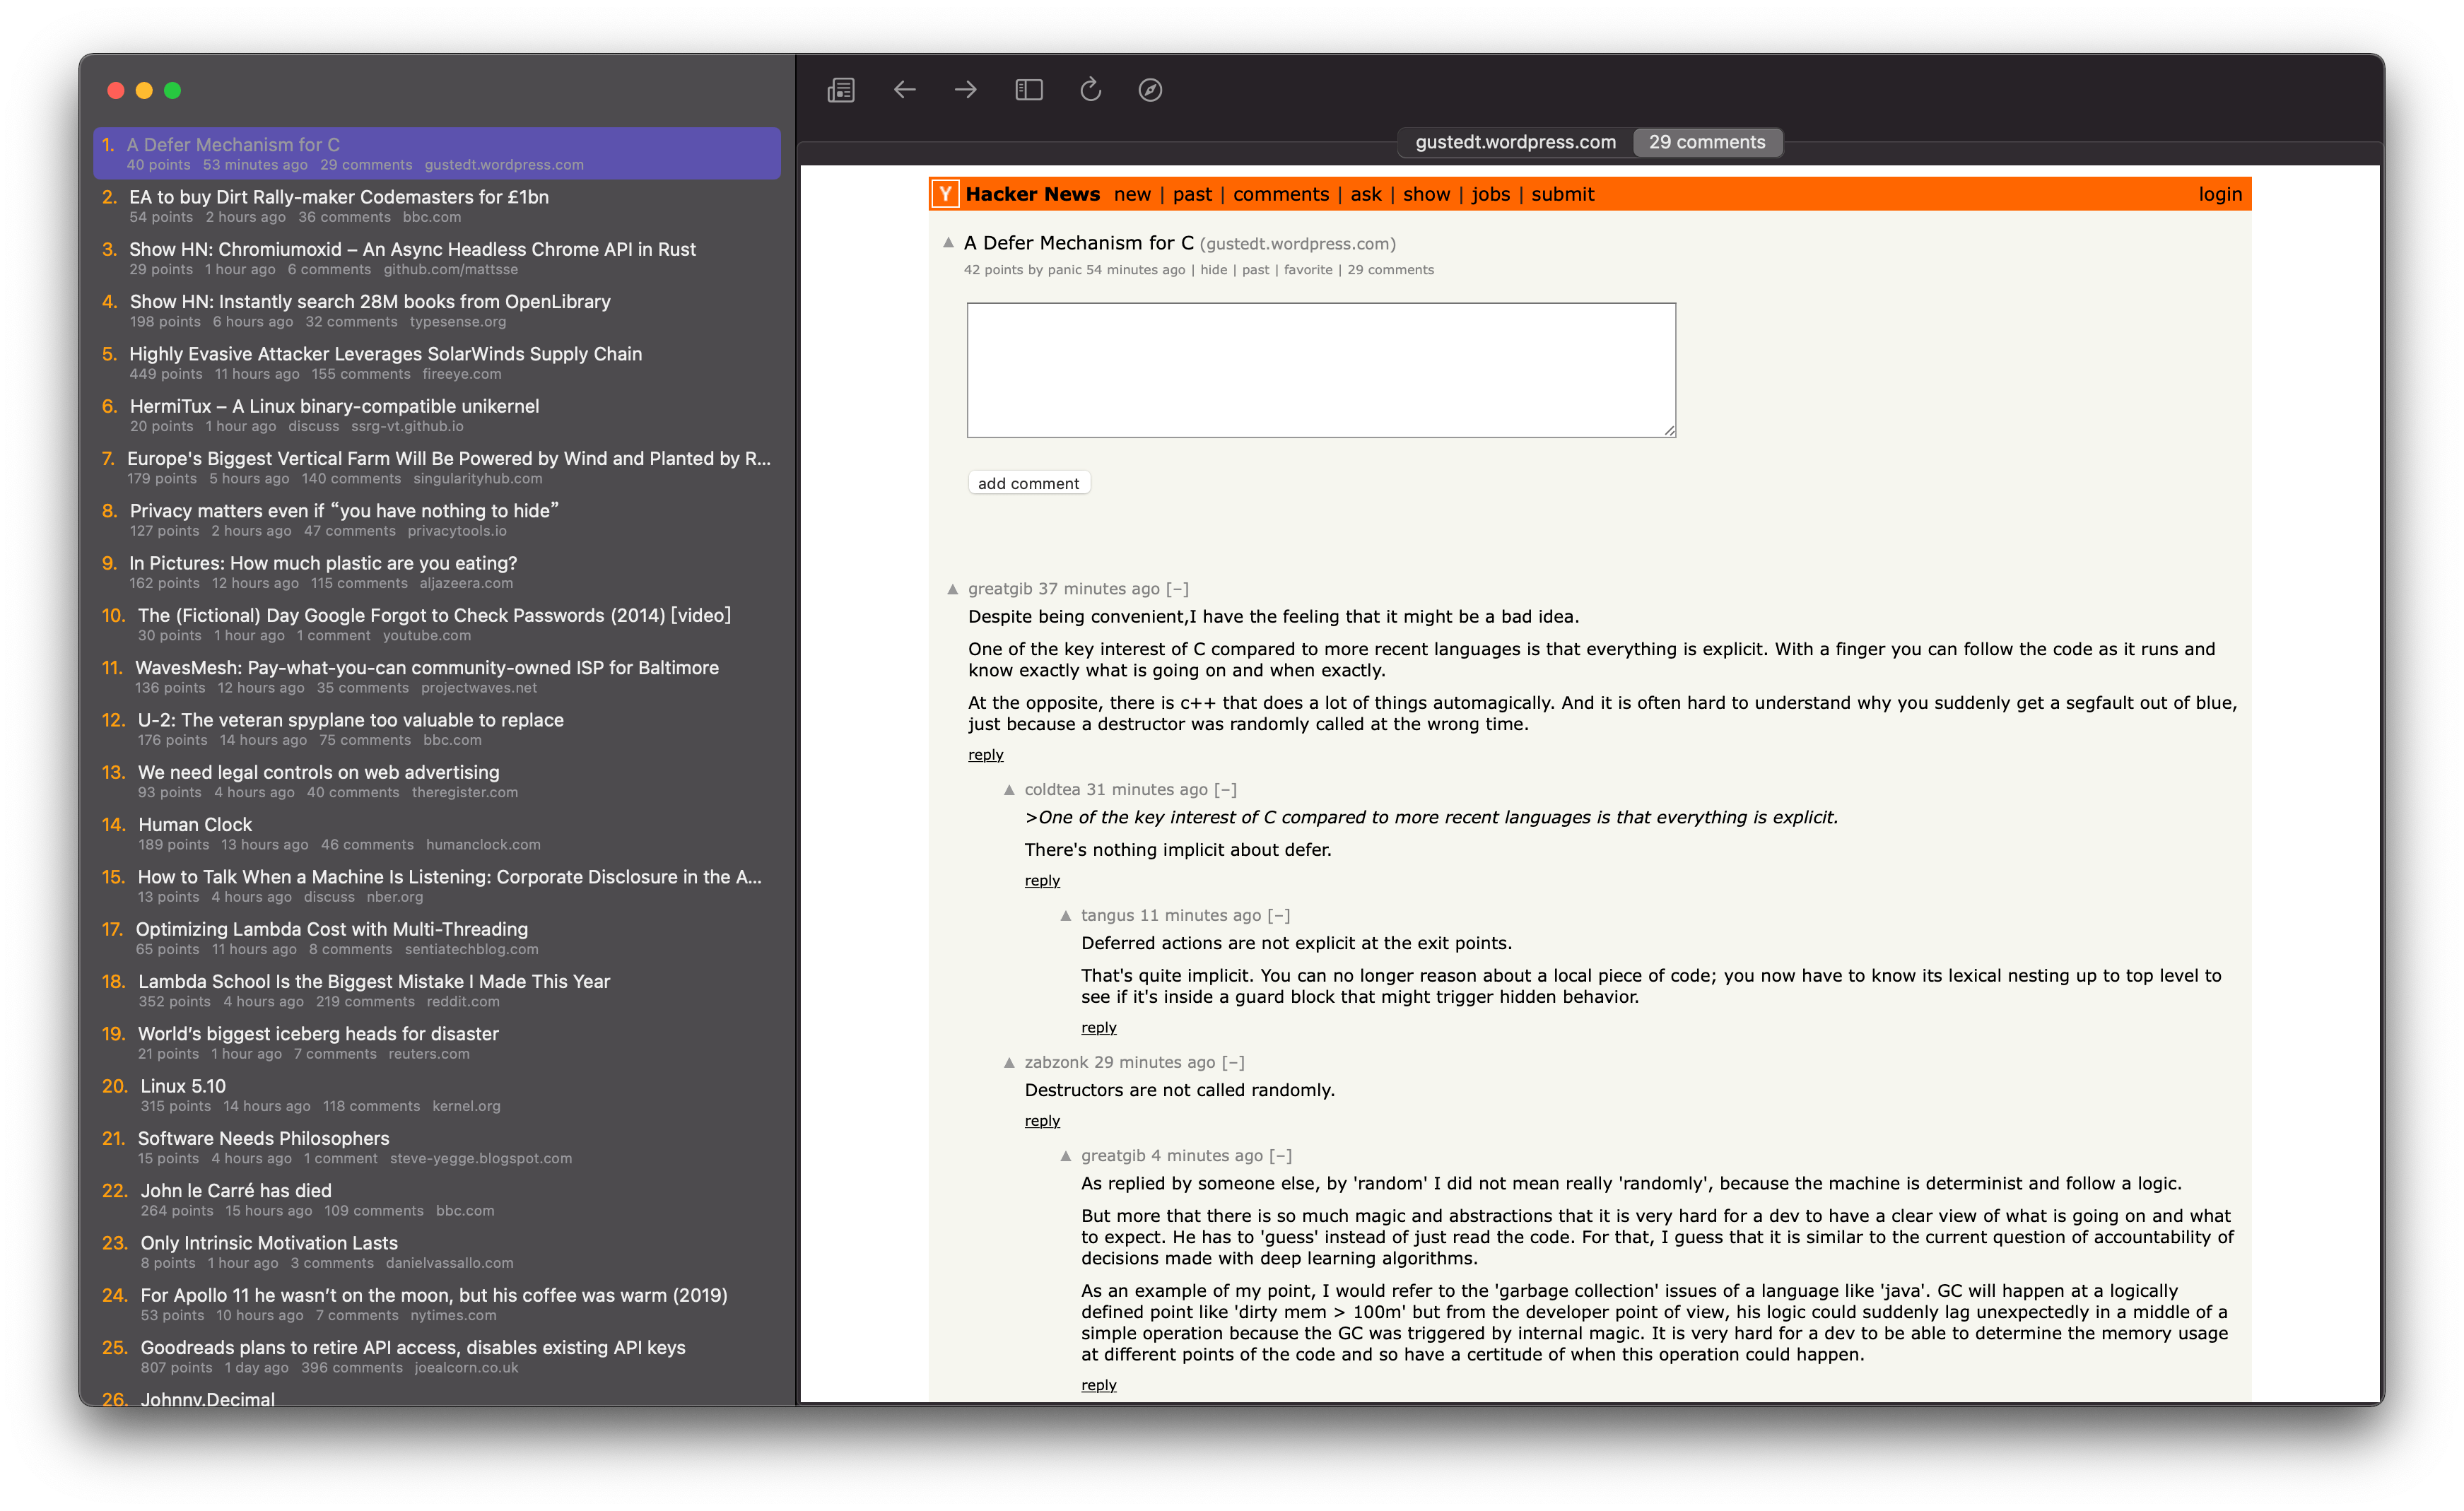 1. A Defer Mechanism for C
40 points 53 minutes ago 29 comments gustedt.wordpress.com
2. EA to buy Dirt Rally-maker Codemasters for £1bn
54 points 2 hours ago 36 comments bbc.com
3. Show HN: Chromiumoxid – An Async Headless Chrome API in Rust
29 points 1 hour ago 6 comments github.com/mattsse
4. Show HN: Instantly search 28M books from OpenLibrary
198 points 6 hours ago 32 comments typesense.org
5. Highly Evasive Attacker Leverages SolarWinds Supply Chain
449 points 11 hours ago 155 comments fireeye.com
6. HermiTux – A Linux binary-compatible unikernel
20 points 1 hour ago discuss ssrg-vt.github.io
7. Europe's Biggest Vertical Farm Will Be Powered by Wind and Planted by R...
179 points 5 hours ago 140 comments singularityhub.com
8. Privacy matters even if “you have nothing to hide”
127 points 2 hours ago 47 comments privacytools.io
9. In Pictures: How much plastic are you eating?
162 points 12 hours ago 115 comments aljazeera.com
10. The (Fictional) Day Google Forgot to Check Passwords (2014) [video]
30 points 1 hour ago 1 comment youtube.com
11. WavesMesh: Pay-what-you-can community-owned ISP for Baltimore
136 points 12 hours ago 35 comments projectwaves.net
12. U-2: The veteran spyplane too valuable to replace
176 points 14 hours ago 75 comments bbc.com
13. We need legal controls on web advertising
93 points 4 hours ago 40 comments theregister.com
14. Human Clock
189 points 13 hours ago 46 comments humanclock.com
15. How to Talk When a Machine Is Listening: Corporate Disclosure in the A...
13 points 4 hours ago discuss nber.org
17. Optimizing Lambda Cost with Multi-Threading
65 points 11 hours ago 8 comments sentiatechblog.com
18. Lambda School Is the Biggest Mistake I Made This Year
352 points 4 hours ago 219 comments reddit.com
19. World’s biggest iceberg heads for disaster
21 points 1 hour ago 7 comments reuters.com
20. Linux 5.10
315 points 14 hours ago 118 comments kernel.org
21. Software Needs Philosophers
15 points 4 hours ago 1 comment steve-yegge.blogspot.com
22. John le Carré has died
264 points 15 hours ago 109 comments bbc.com
23. Only Intrinsic Motivation Lasts
8 points 1 hour ago 3 comments danielvassallo.com
24. For Apollo 11 he wasn’t on the moon, but his coffee was warm (2019)
53 points 10 hours ago 7 comments nytimes.com
25. Goodreads plans to retire API access, disables existing API keys
807 points 1 day ago 396 comments joealcorn.co.uk
26. Johnny.Decimal
gustedt.wordpress.com 29 comments
Y Hacker News new | past | comments | ask | show | jobs | submit login
▲ A Defer Mechanism for C (gustedt.wordpress.com)
42 points by panic 54 minutes ago | hide | past | favorite | 29 comments
add comment
▲ greatgib 37 minutes ago [–]
Despite being convenient,I have the feeling that it might be a bad idea.
One of the key interest of C compared to more recent languages is that everything is explicit. With a finger you can follow the code as it runs and
know exactly what is going on and when exactly.
At the opposite, there is c++ that does a lot of things automagically. And it is often hard to understand why you suddenly get a segfault out of blue,
just because a destructor was randomly called at the wrong time.
reply
▲ coldtea 31 minutes ago [–]
>One of the key interest of C compared to more recent languages is that everything is explicit.
There's nothing implicit about defer.
reply
▲ tangus 11 minutes ago [–]
Deferred actions are not explicit at the exit points.
That's quite implicit. You can no longer reason about a local piece of code; you now have to know its lexical nesting up to top level to
see if it's inside a guard block that might trigger hidden behavior.
reply
▲ zabzonk 29 minutes ago [–]
Destructors are not called randomly.
reply
▲ greatgib 4 minutes ago [–]
As replied by someone else, by 'random' I did not mean really 'randomly', because the machine is determinist and follow a logic.
But more that there is so much magic and abstractions that it is very hard for a dev to have a clear view of what is going on and what
to expect. He has to 'guess' instead of just read the code. For that, I guess that it is similar to the current question of accountability of
decisions made with deep learning algorithms.
As an example of my point, I would refer to the 'garbage collection' issues of a language like 'java'. GC will happen at a logically
defined point like 'dirty mem > 100m' but from the developer point of view, his logic could suddenly lag unexpectedly in a middle of a
simple operation because the GC was triggered by internal magic. It is very hard for a dev to be able to determine the memory usage
at different points of the code and so have a certitude of when this operation could happen.
reply